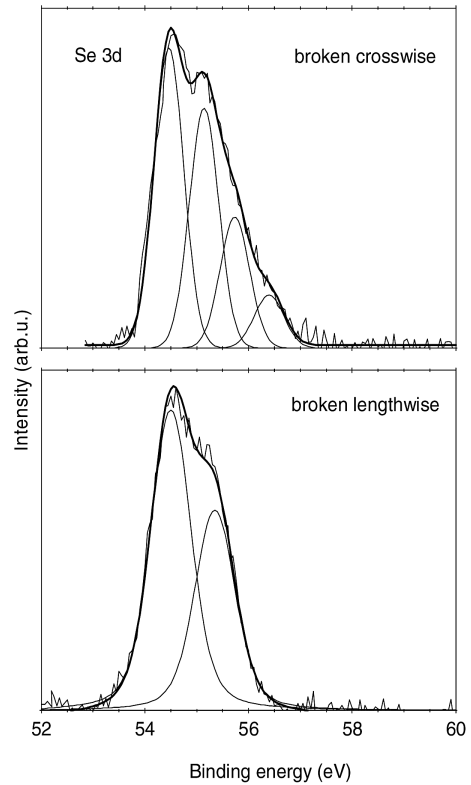 Se 3d
broken crosswise
broken lengthwise
Intensity (arb.u.)
52 54 56 58 60
Binding energy (eV)